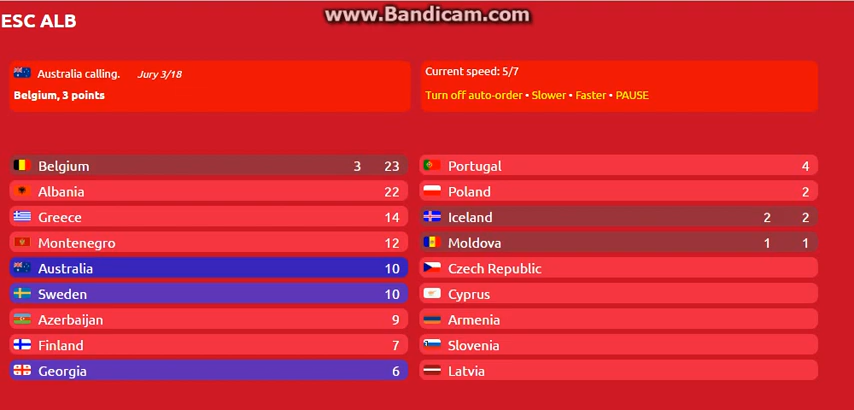 www.Bandicam.com
ESC ALB
Australia calling. Jury 3/18
Belgium, 3 points
Current speed: 5/7
Turn off auto-order • Slower • Faster • PAUSE
Belgium 3 23
Albania 22
Greece 14
Montenegro 12
Australia 10
Sweden 10
Azerbaijan 9
Finland 7
Georgia 6
Portugal 4
Poland 2
Iceland 2 2
Moldova 1 1
Czech Republic
Cyprus
Armenia
Slovenia
Latvia